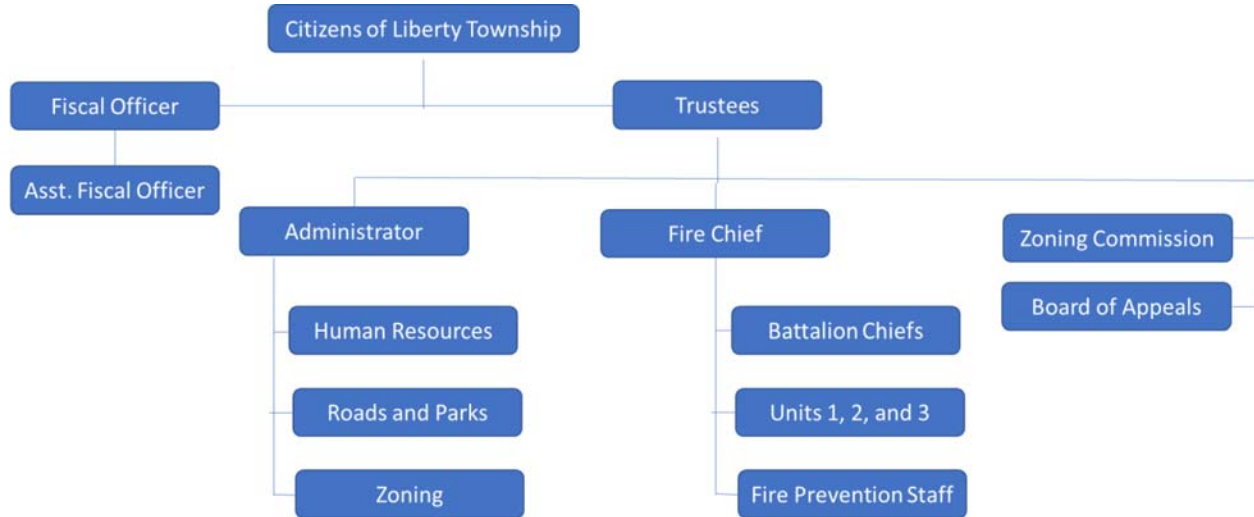 Citizens of Liberty Township
Fiscal Officer
Trustees
Asst. Fiscal Officer
Administrator
Fire Chief
Zoning Commission
Board of Appeals
Human Resources
Battalion Chiefs
Roads and Parks
Units 1, 2, and 3
Zoning
Fire Prevention Staff